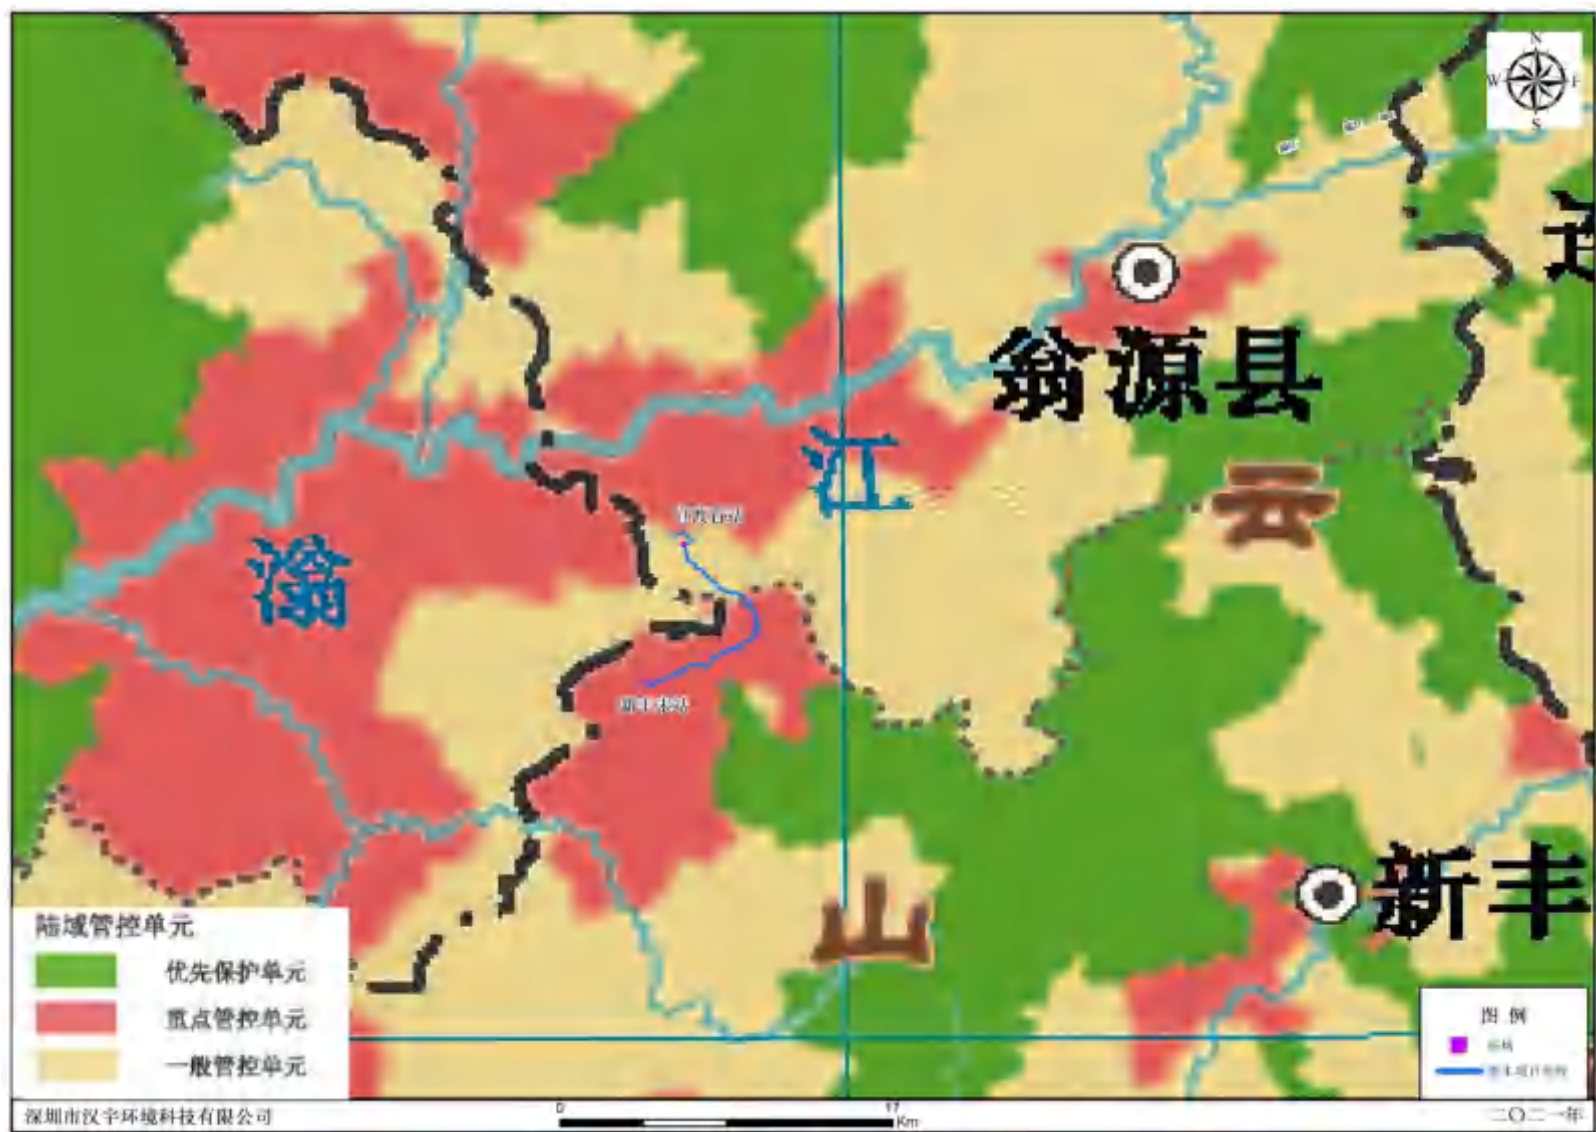 N
W
E
S
翁源县
江
云
滃
新丰
山
陆域管控单元
优先保护单元
重点管控单元
一般管控单元
图 例
深圳市汉宇环境科技有限公司
0
17
Km
二〇二一年